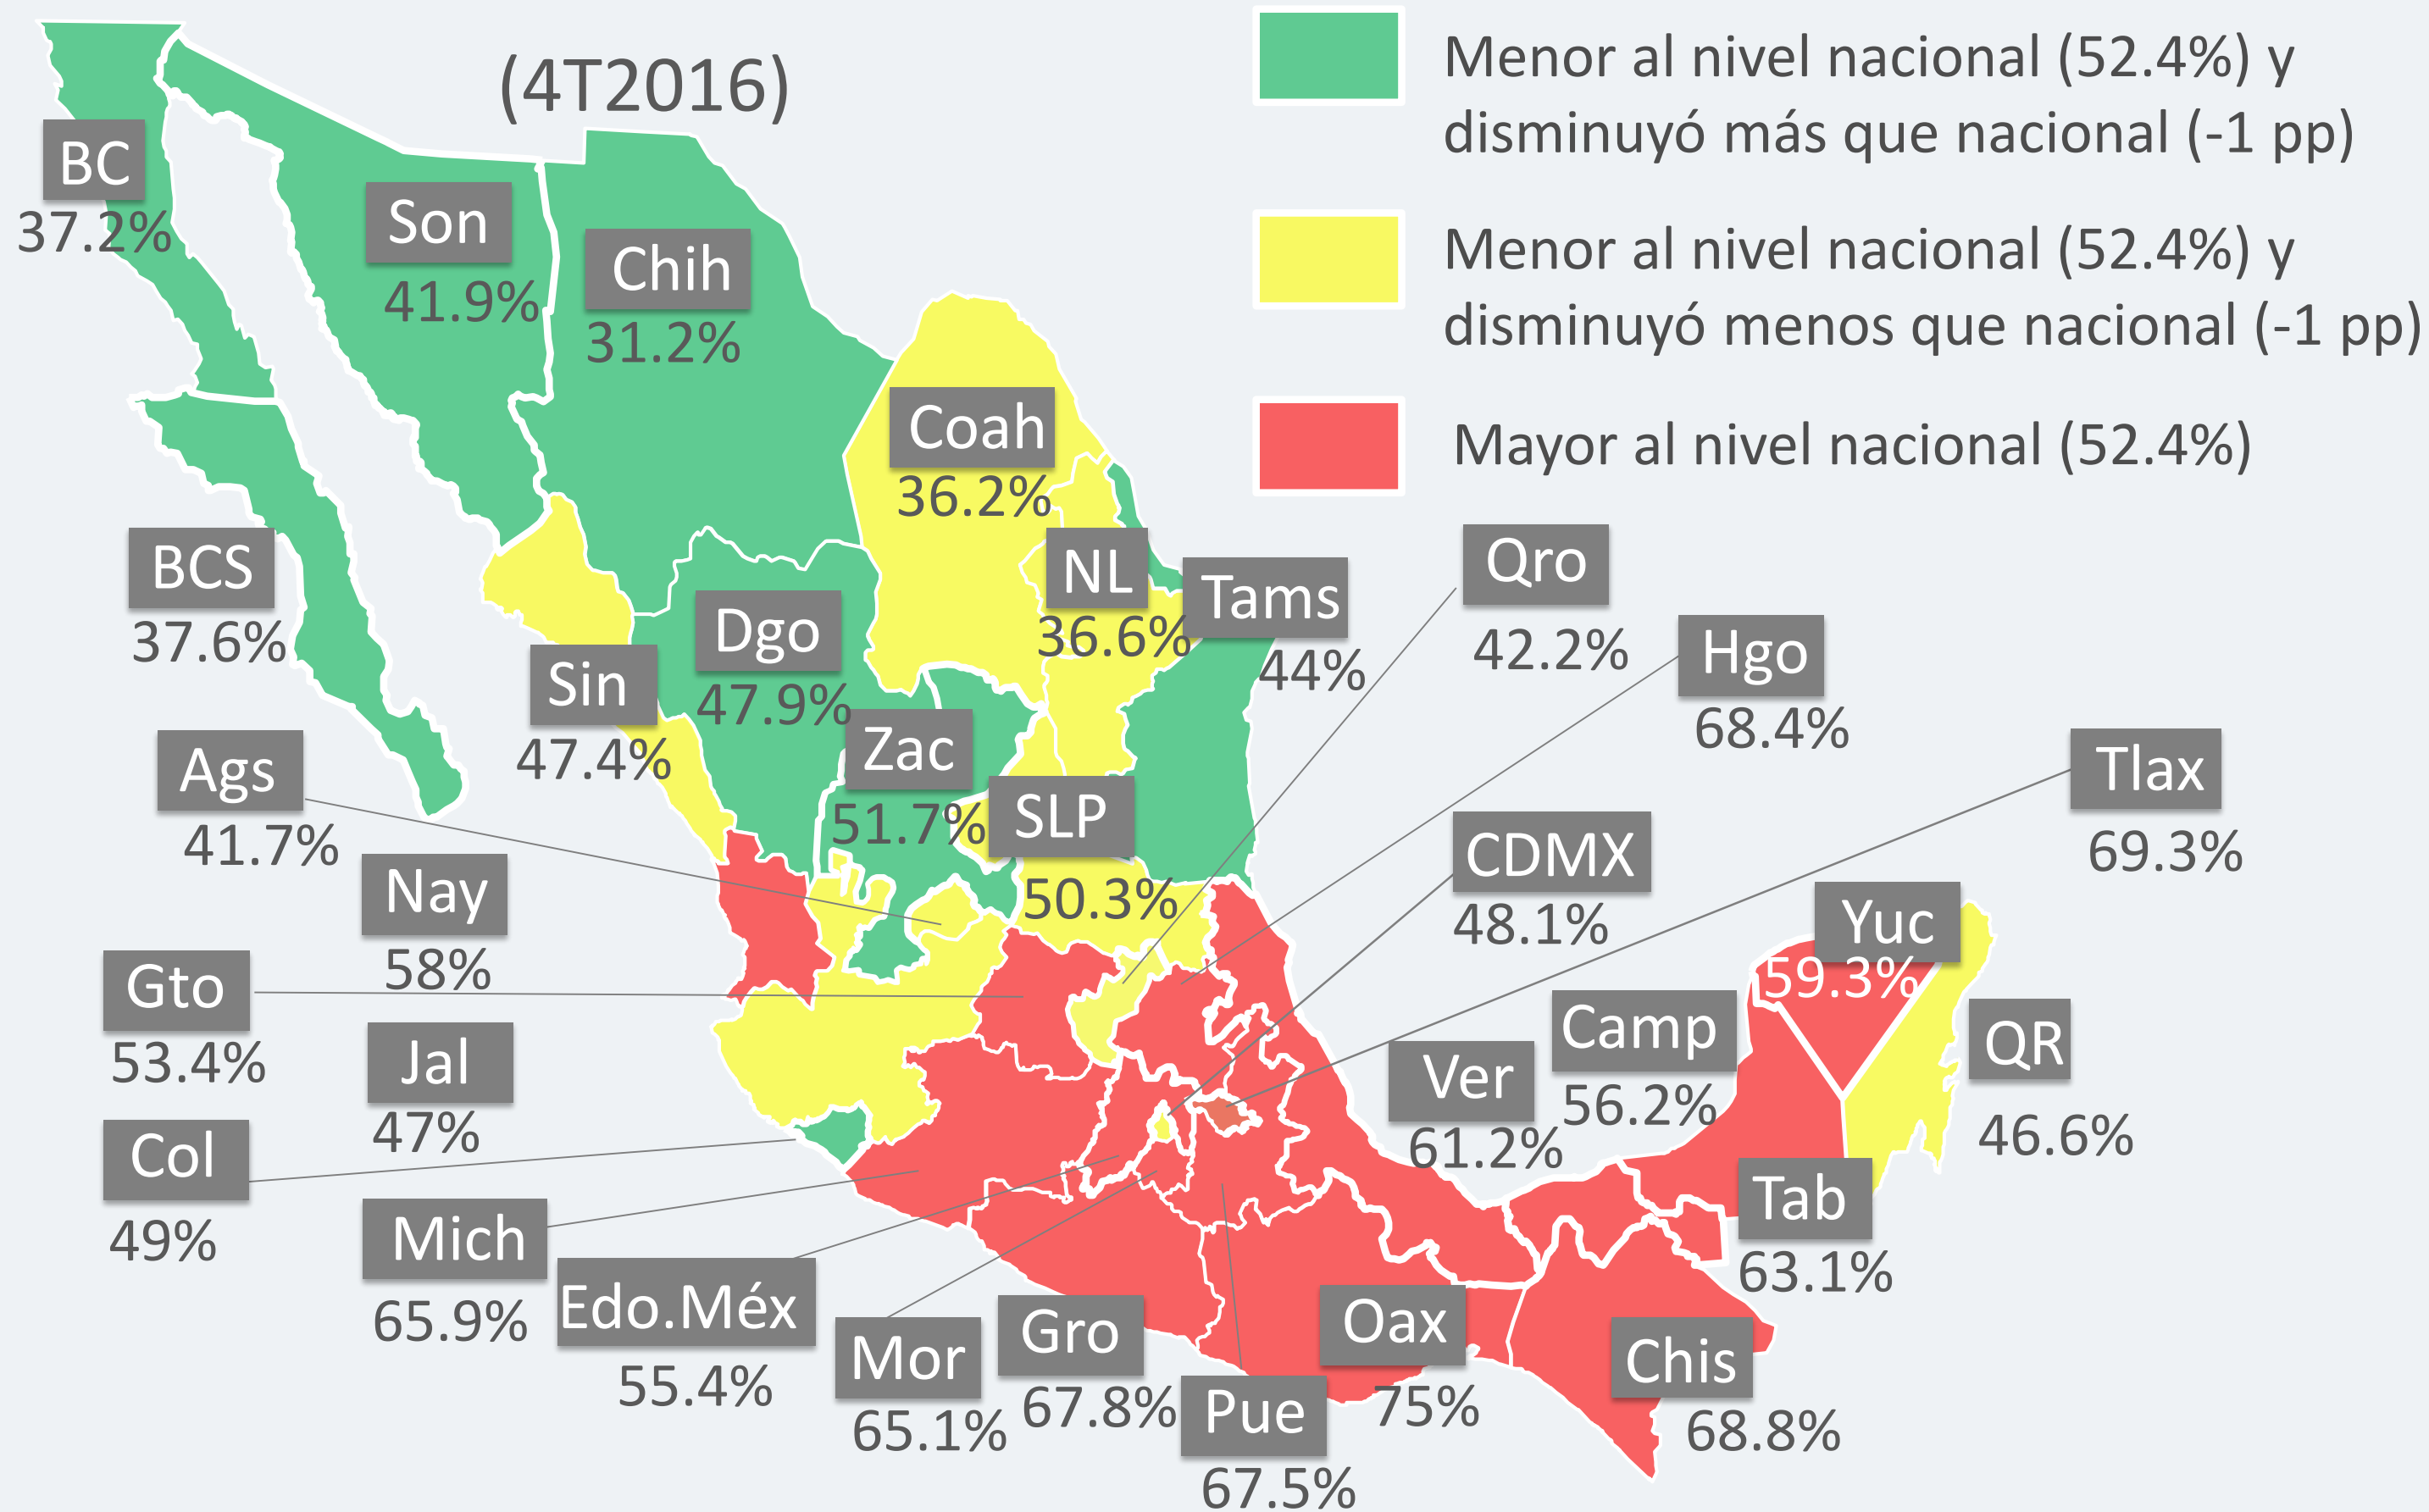 (4T2016)
Menor al nivel nacional (52.4%) y
disminuyó más que nacional (-1 pp)
Menor al nivel nacional (52.4%) y
disminuyó menos que nacional (-1 pp)
Mayor al nivel nacional (52.4%)
BC
37.2%
Son
41.9%
Chih
31.2%
Coah
36.2%
BCS
37.6%
NL
36.6%
Tams
44%
Qro
42.2%
Hgo
68.4%
Dgo
47.9%
Sin
47.4%
Zac
51.7%
SLP
50.3%
Ags
41.7%
CDMX
48.1%
Tlax
69.3%
Nay
58%
Yuc
59.3%
Gto
53.4%
Jal
47%
Ver
61.2%
Camp
56.2%
QR
46.6%
Col
49%
Mich
65.9%
Edo.Méx
55.4%
Mor
65.1%
Gro
67.8%
Pue
67.5%
Oax
75%
Tab
63.1%
Chis
68.8%